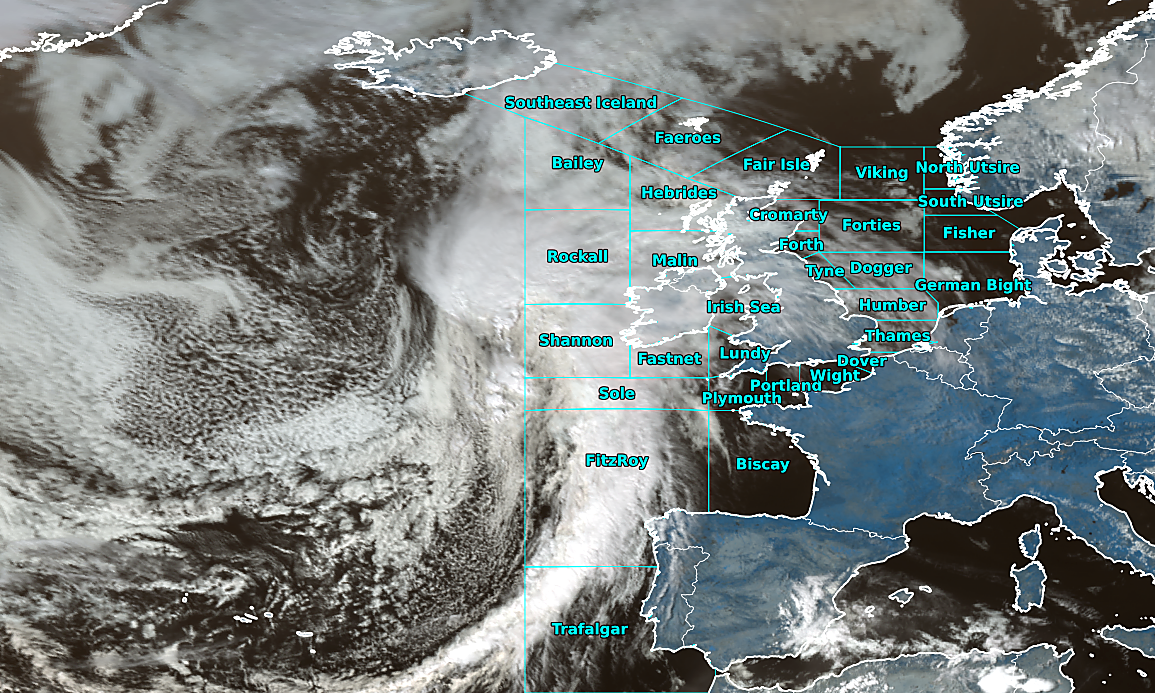 Southeast Iceland
Faeroes
Bailey
Fair Isle
Viking
North Utsire
Hebrides
South Utsire
Cromarty
Forties
Fisher
Forth
Rockall
Malin
Tyne
Dogger
German Bight
Irish Sea
Humber
Thames
Shannon
Fastnet
Lundy
Dover
Wight
Portland
Sole
Plymouth
FitzRoy
Biscay
Trafalgar